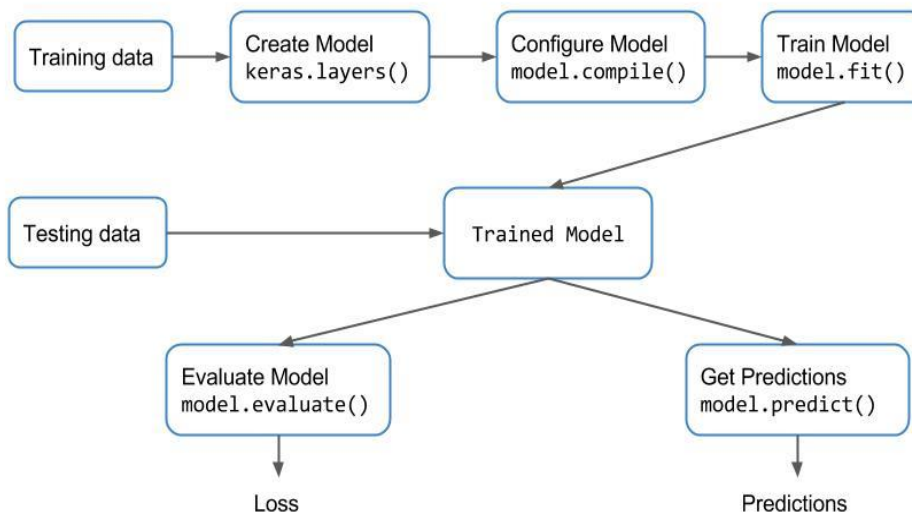 Training data
Create Model
keras.layers()
Configure Model
model.compile()
Train Model
model.fit()
Testing data
Trained Model
Evaluate Model
model.evaluate()
Get Predictions
model.predict()
Loss
Predictions